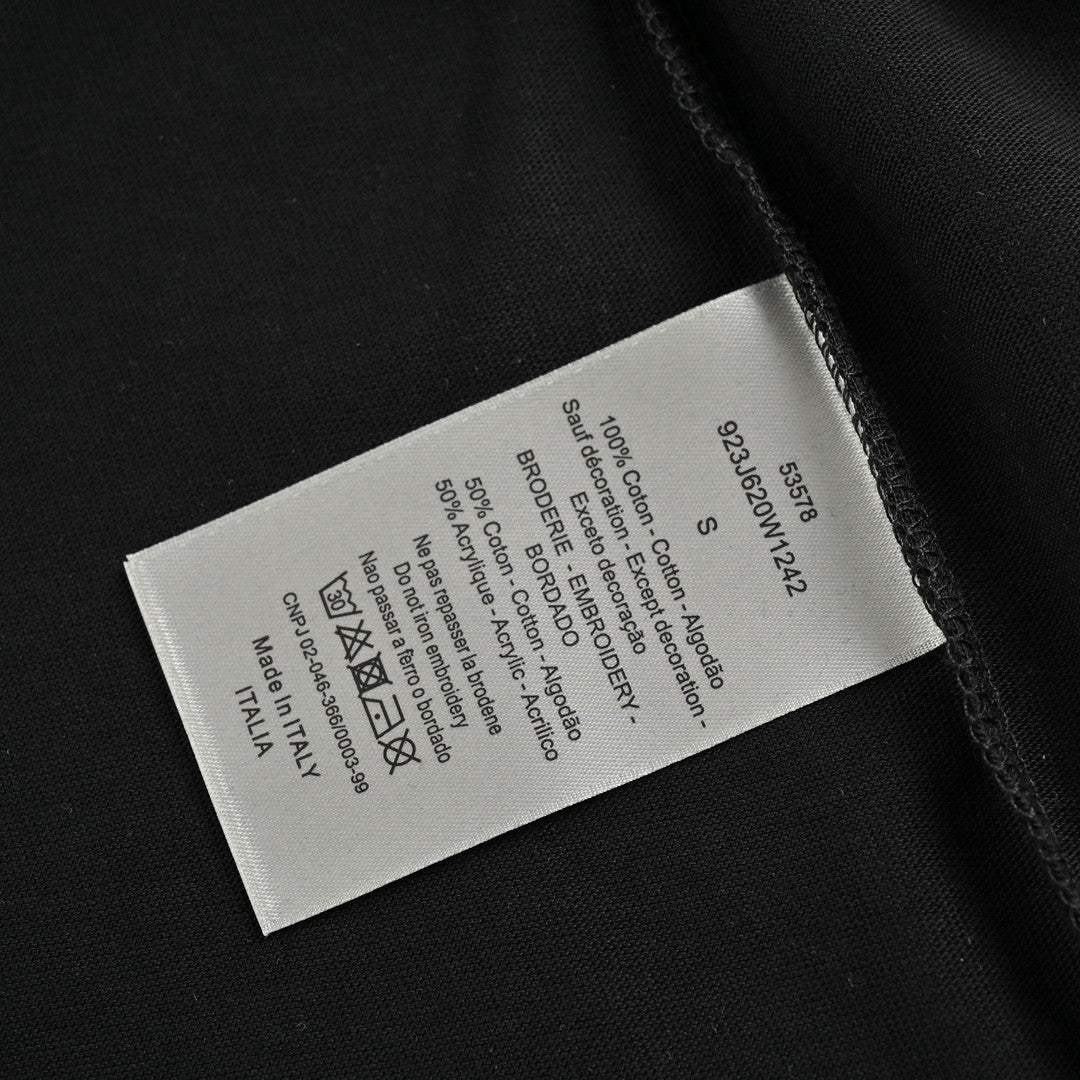 53578
923J620W1242
S
100% Coton - Cotton - Algodão
Sauf décoration - Except decoration -
Exceto decoração
BRODERIE - EMBROIDERY -
BORDADO
50% Coton - Cotton - Algodão
50% Acrylique - Acrylic - Acrilico
Ne pas repasser la brodene
Do not iron embroidery
Nao passar a ferro o bordado
30
CNPJ 02-046-366/0003-99
Made In ITALY
ITALIA